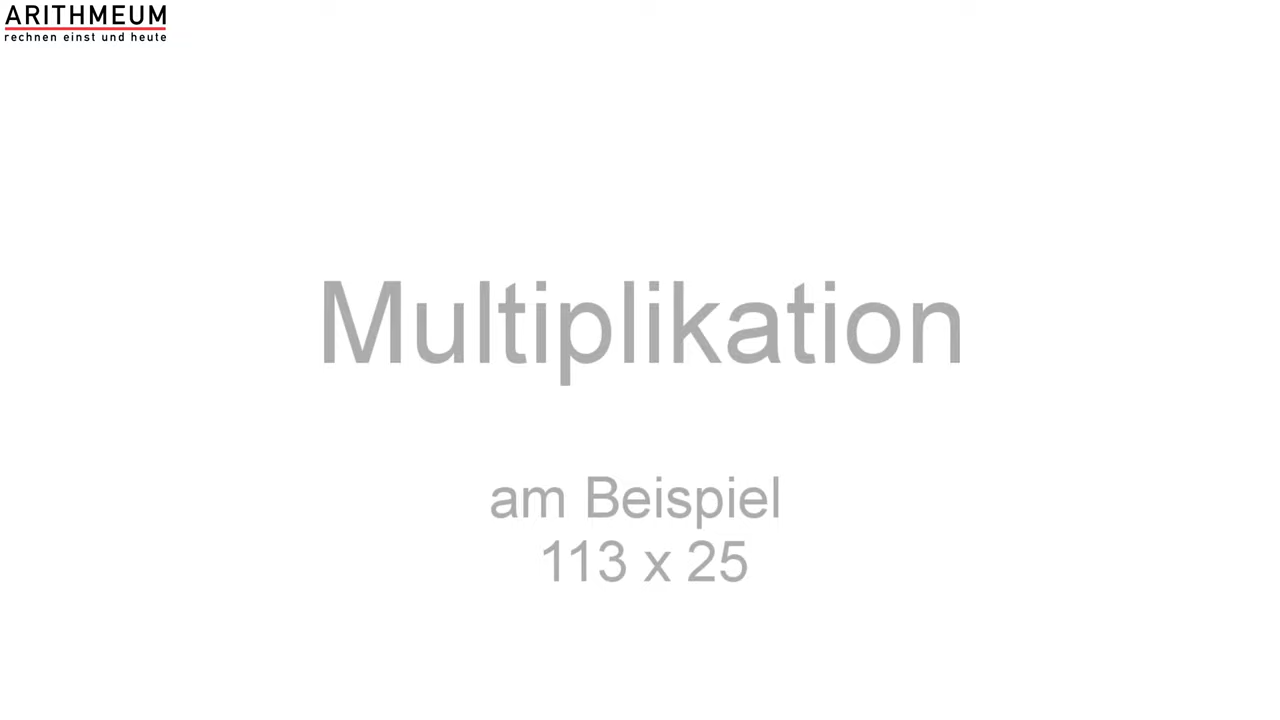 ARITHMEUM
rechnen einst und heute
Multiplikation
am Beispiel
113 x 25